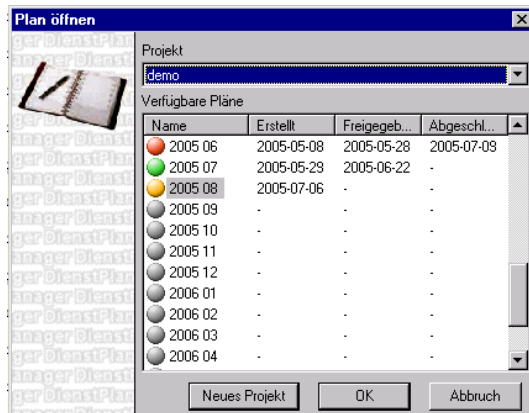 Plan öffnen
Projekt
demo
Verfügbare Pläne
Name Erstellt Freigegeb... Abgeschl...
2005 06 2005-05-08 2005-05-28 2005-07-09
2005 07 2005-05-29 2005-06-22 -
2005 08 2005-07-06 -
2005 09 - - -
2005 10 - - -
2005 11 - - -
2005 12 - - -
2006 01 - - -
2006 02 - - -
2006 03 - - -
2006 04 - - -
Neues Projekt OK Abbruch